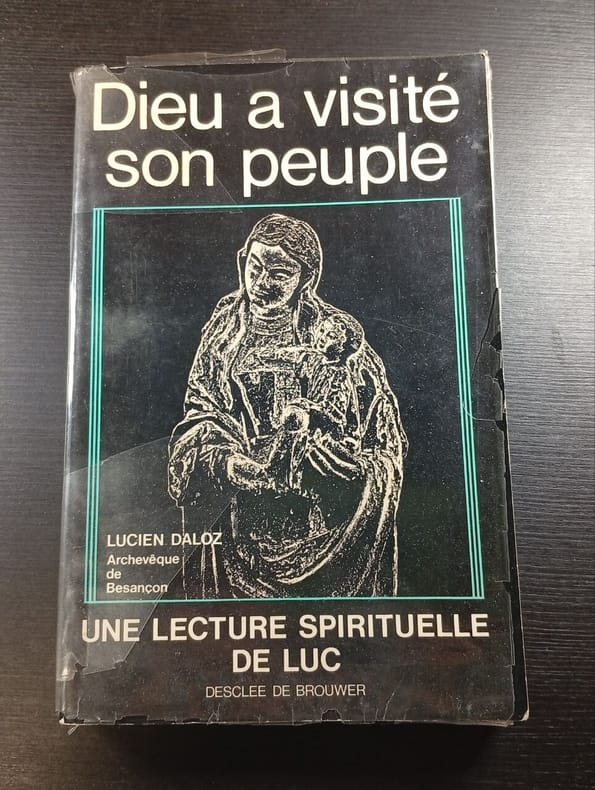 Dieu a visité
son peuple
LUCIEN DALOZ
Archevêque
de
Besançon
UNE LECTURE SPIRITUELLE
DE LUC
DESCLEE DE BROUWER